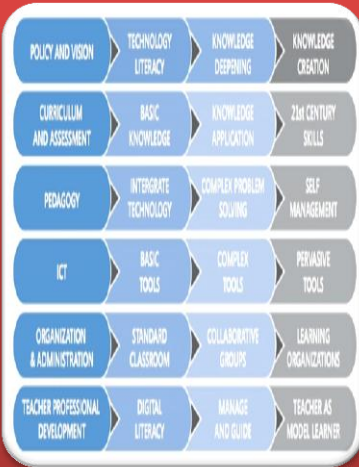 POLICY AND VISION
TECHNOLOGY
LITERACY
KNOWLEDGE
DEEPENING
KNOWLEDGE
CREATION
CURRICULUM
AND ASSESSMENT
BASIC
KNOWLEDGE
KNOWLEDGE
APPLICATION
21st CENTURY
SKILLS
PEDAGOGY
INTERGRATE
TECHNOLOGY
COMPLEX PROBLEM
SOLVING
SELF
MANAGEMENT
ICT
BASIC
TOOLS
COMPLEX
TOOLS
PERVASIVE
TOOLS
ORGANIZATION
& ADMINISTRATION
STANDARD
CLASSROOM
COLLABORATIVE
GROUPS
LEARNING
ORGANIZATIONS
TEACHER PROFESSIONAL
DEVELOPMENT
DIGITAL
LITERACY
MANAGE
AND GUIDE
TEACHER AS
MODEL LEARNER